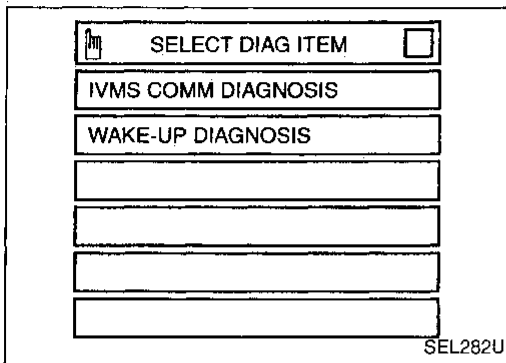 SELECT DIAG ITEM
IVMS COMM DIAGNOSIS
WAKE-UP DIAGNOSIS
SEL282U